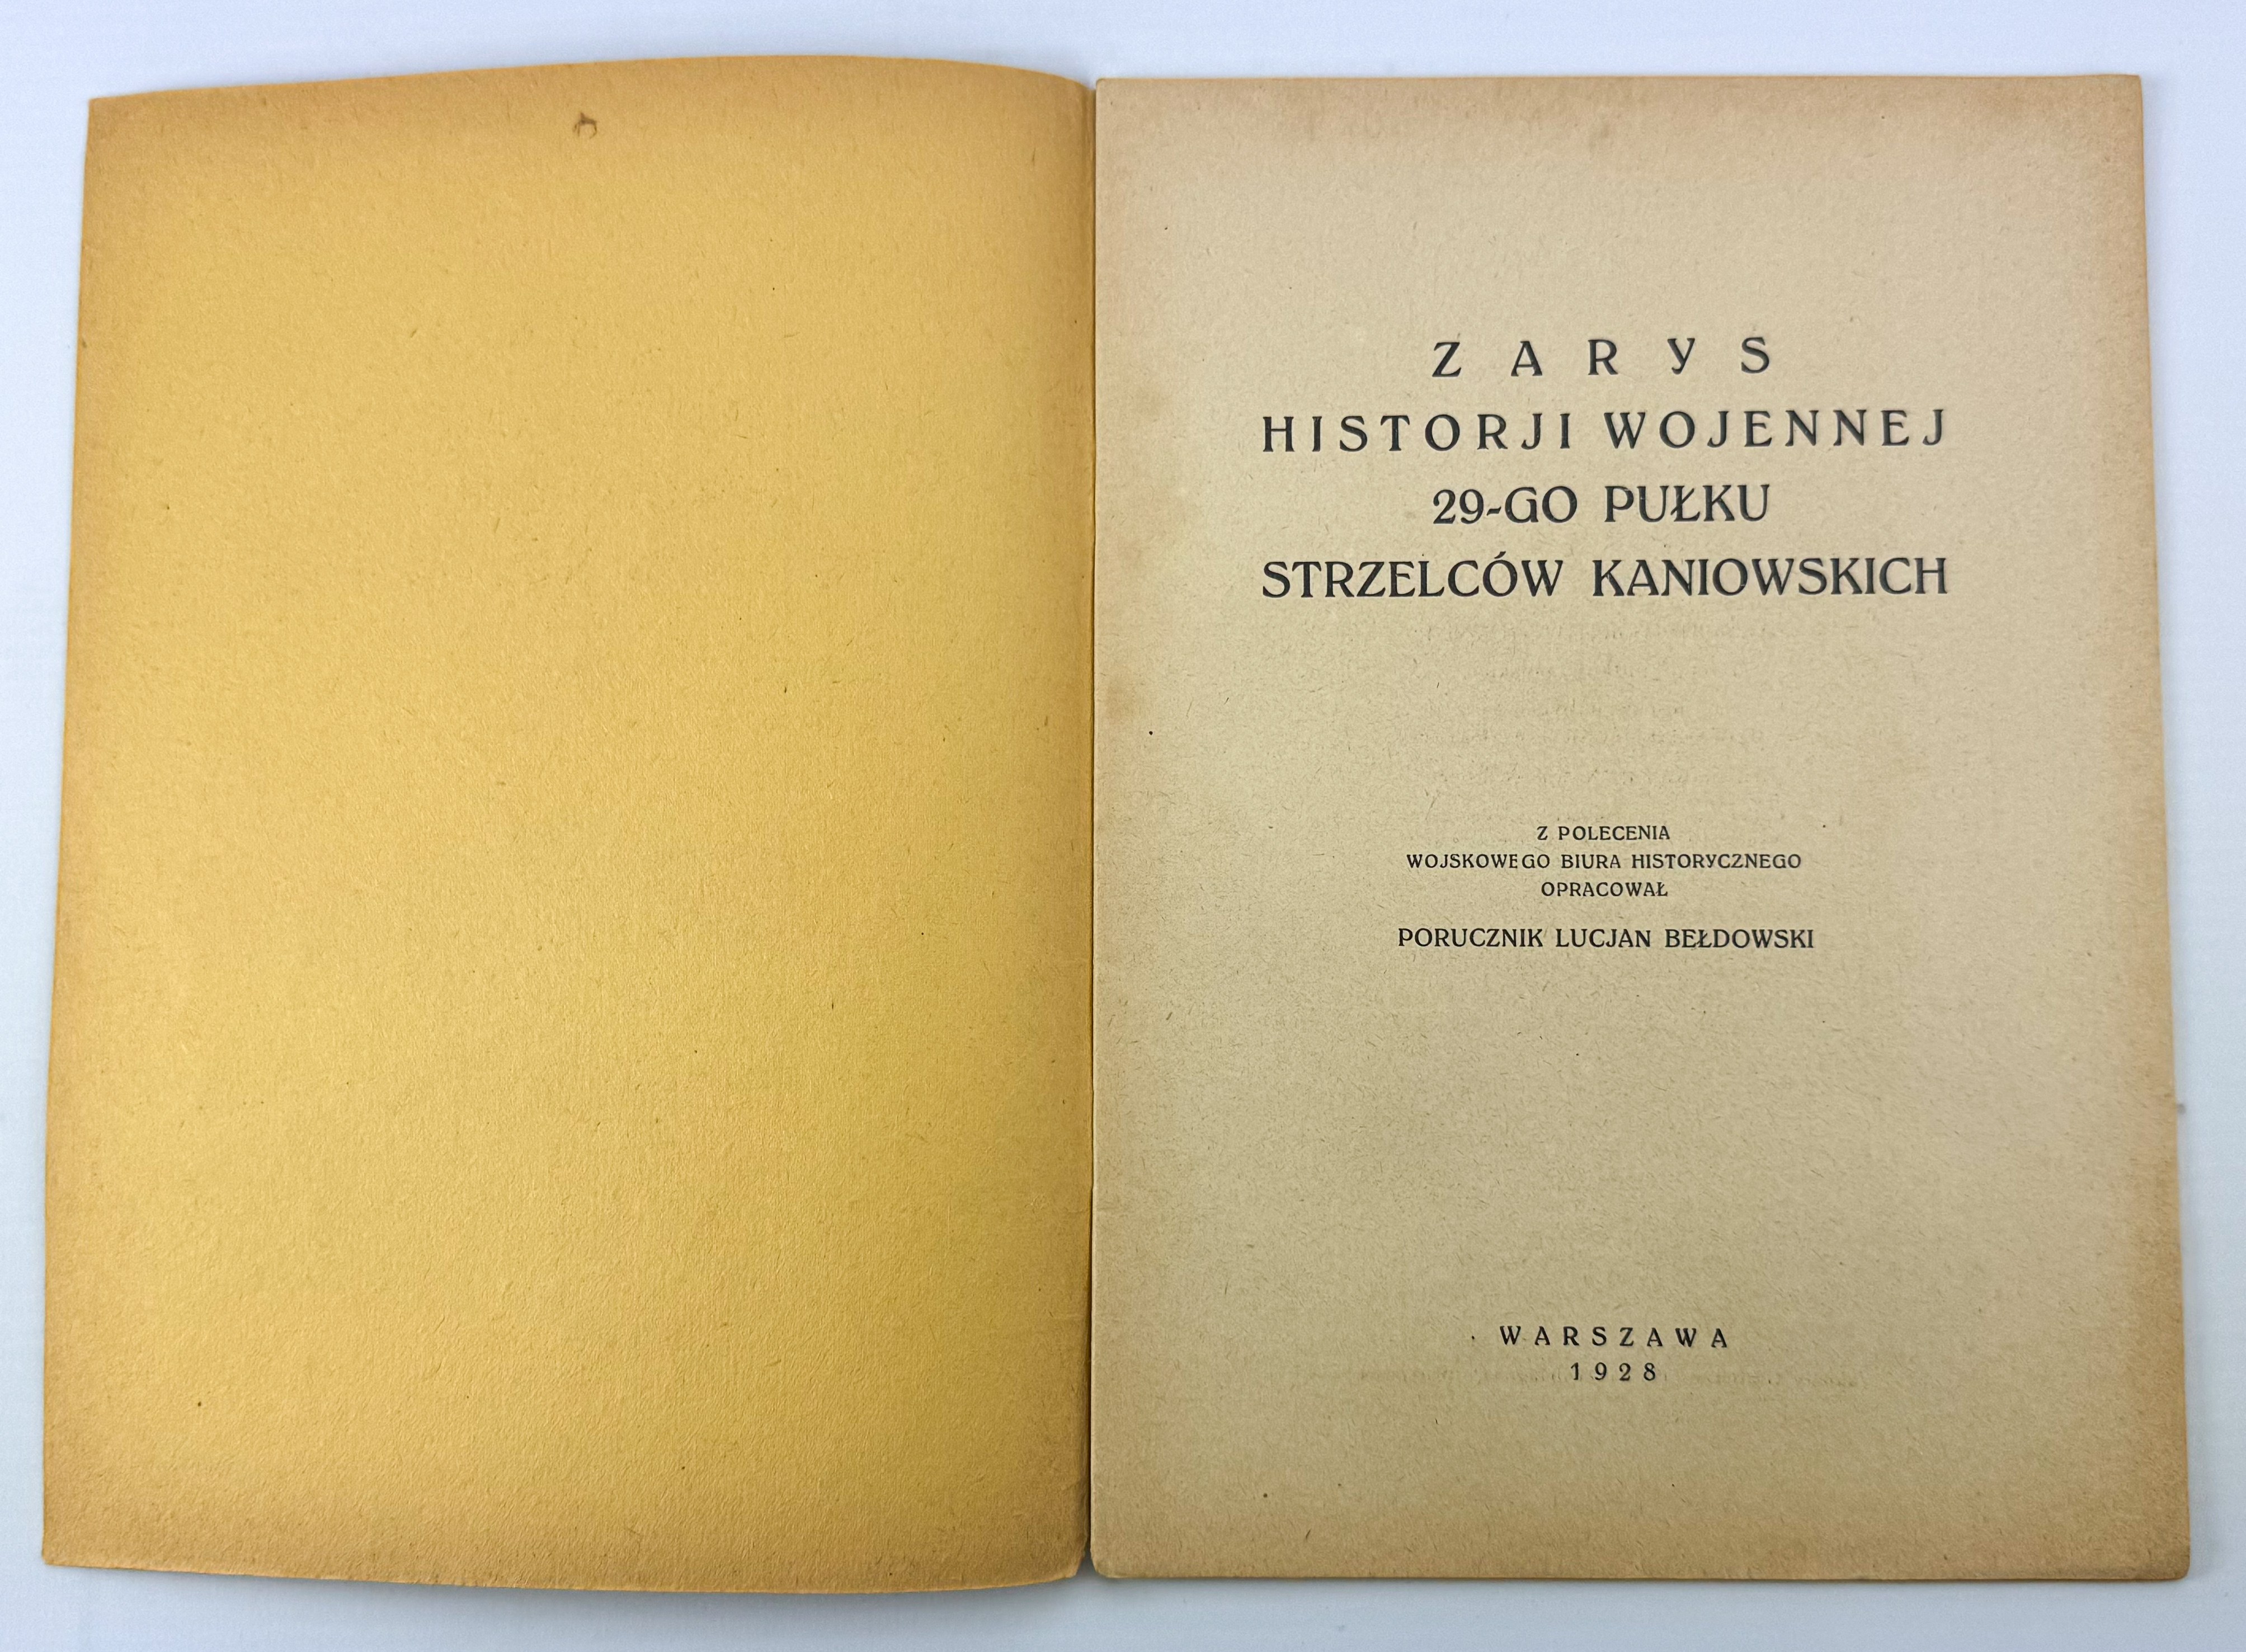 ZARYS
HISTORJI WOJENNEJ
29-GO PUŁKU
STRZELCÓW KANIOWSKICH
Z POLECENIA
WOJSKOWEGO BIURA HISTORYCZNEGO
OPRACOWAŁ
PORUCZNIK LUCJAN BEŁDOWSKI
WARSZAWA
1928